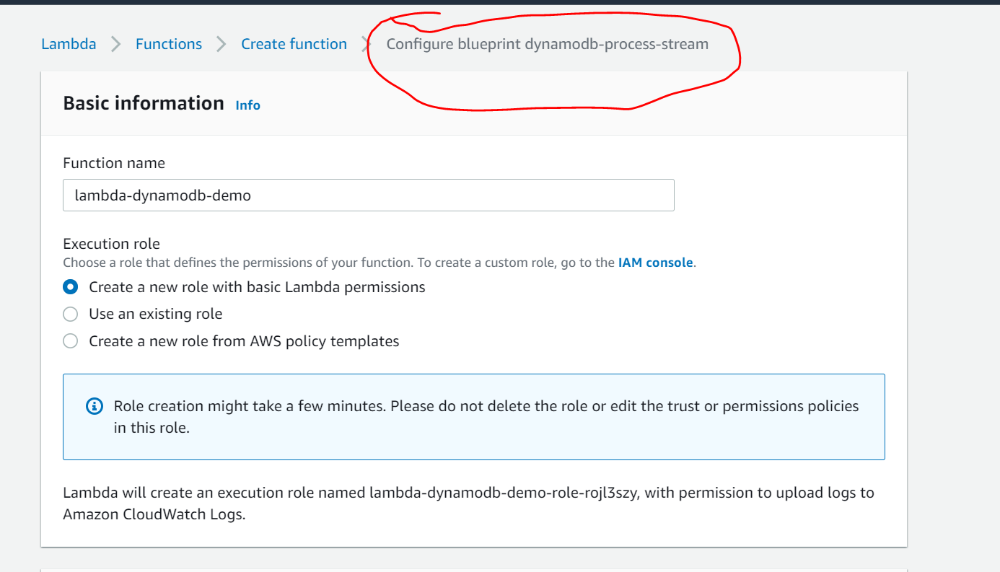 Lambda Functions Create function Configure blueprint dynamodb-process-stream
Basic information Info
Function name
lambda-dynamodb-demo
Execution role
Choose a role that defines the permissions of your function. To create a custom role, go to the IAM console.
Create a new role with basic Lambda permissions
Use an existing role
Create a new role from AWS policy templates
Role creation might take a few minutes. Please do not delete the role or edit the trust or permissions policies
in this role.
Lambda will create an execution role named lambda-dynamodb-demo-role-rojl3szy, with permission to upload logs to
Amazon CloudWatch Logs.